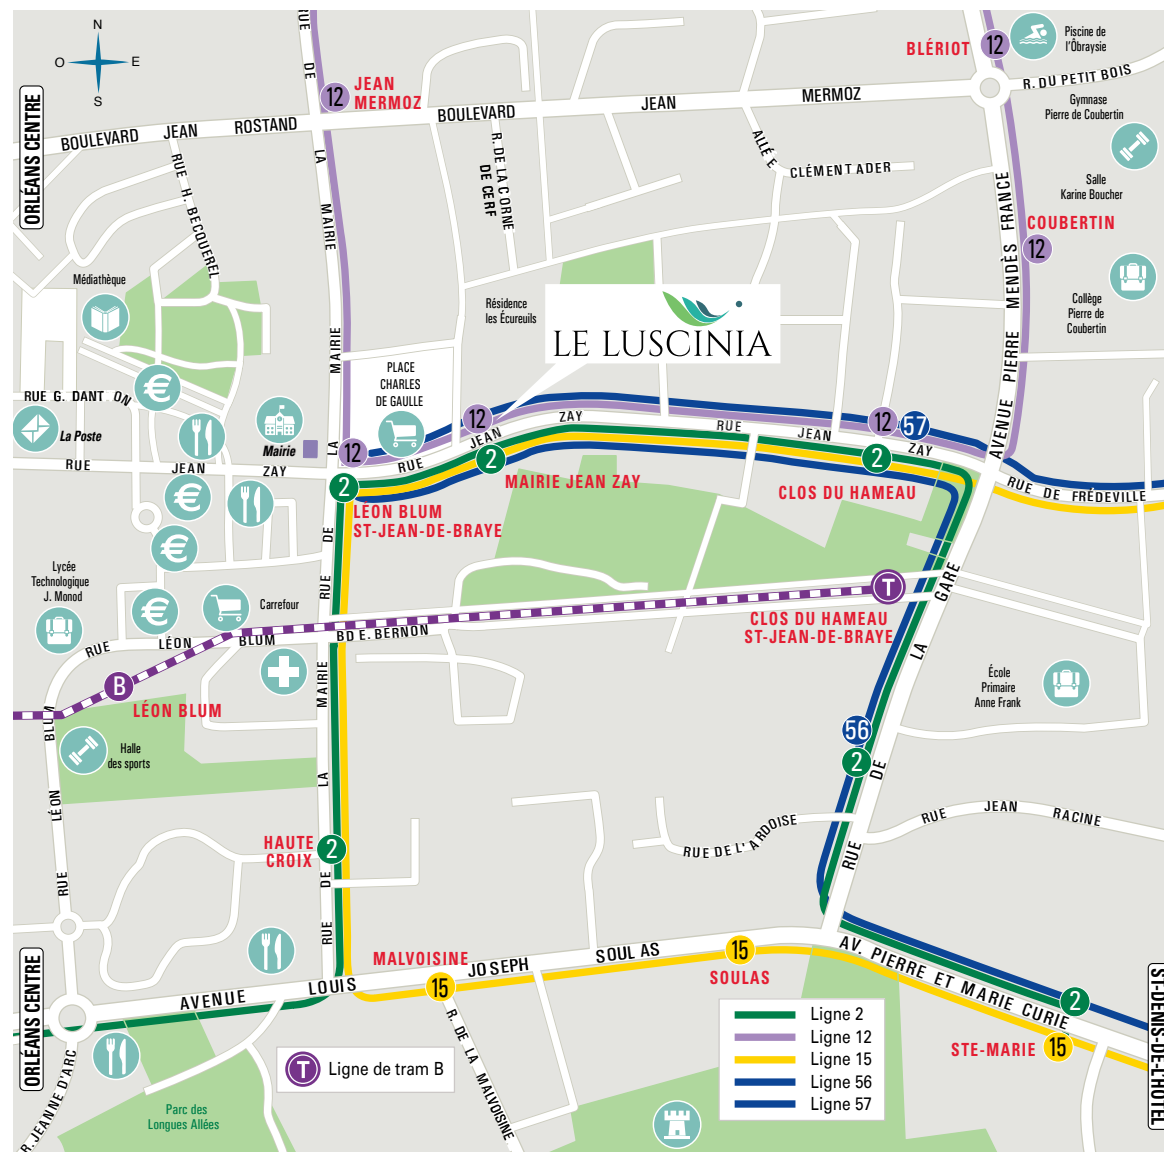 N
O
E
S
ORLÉANS CENTRE
RUE
DE
LA
MAIRIE
MAIRIE
LA
12
JEAN
MERMOZ
BLÉRIOT
12
Piscine de
l'Ôbraysie
R. DU PETIT BOIS
BOULEVARD JEAN ROSTAND
BOULEVARD JEAN MERMOZ
Gymnase
Pierre de Coubertin
Salle
Karine Boucher
RUE H. BECQUEREL
R. DE LA CORNE
DE CERF
ALLÉE
CLÉMENT ADER
COUBERTIN
12
AVENUE PIERRE MENDÈS FRANCE
Collège
Pierre de
Coubertin
Médiathèque
Résidence
les Écureuils
LE LUSCINIA
PLACE
CHARLES
DE GAULLE
RUE G. DANTON
€
La Poste
Mairie
12
12
12
57
RUE JEAN ZAY
RUE JEAN ZAY
RUE JEAN ZAY
2
2
2
MAIRIE JEAN ZAY
CLOS DU HAMEAU
RUE DE FRÉDEVILLE
LÉON BLUM
ST-JEAN-DE-BRAYE
€
€
€
Lycée
Technologique
J. Monod
Carrefour
DE
RUE
T
CLOS DU HAMEAU
ST-JEAN-DE-BRAYE
RUE LÉON BLUM
BD E. BERNON
B
LÉON BLUM
MAIRIE
LA
DE
RUE
RUE LÉON BLUM
Halle
des sports
École
Primaire
Anne Frank
56
2
RUE DE LA GARE
HAUTE
CROIX
2
RUE DE L'ARDOISE
RUE JEAN RACINE
ORLÉANS CENTRE
MALVOISINE
15
15
SOULAS
AVENUE LOUIS JOSEPH SOULAS
AV. PIERRE ET MARIE CURIE
2
STE-MARIE
15
ST-DENIS-DE-L'HÔTEL
R. JEANNE D'ARC
R. DE LA MALVOISINE
Parc des
Longues Allées
T
Ligne de tram B
Ligne 2
Ligne 12
Ligne 15
Ligne 56
Ligne 57